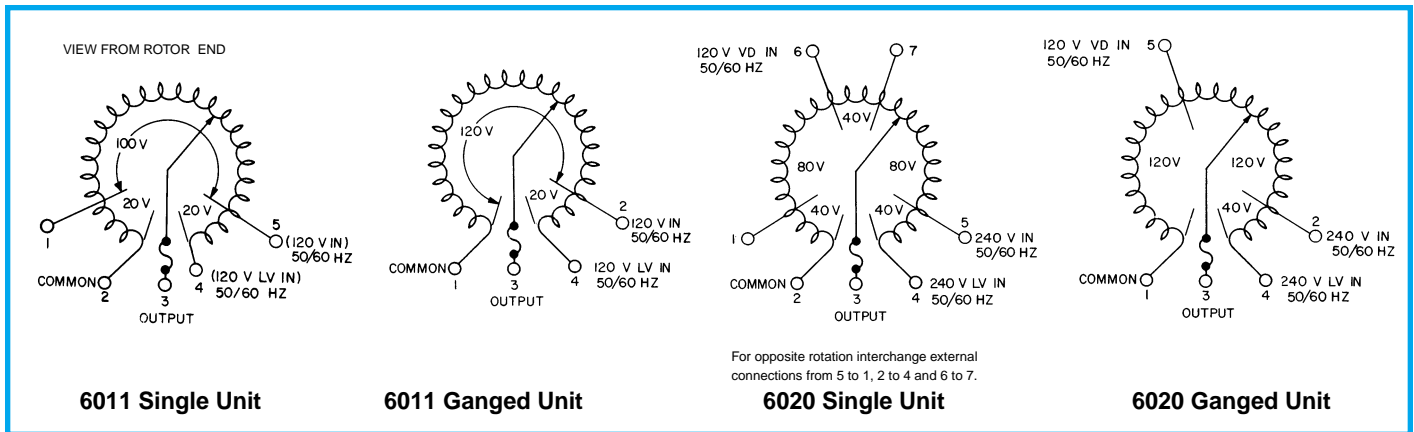 VIEW FROM ROTOR END
100V
20V
20V
1
COMMON
2
3
OUTPUT
4
(120 V LV IN)
50/60 HZ
5
(120 V IN)
50/60 HZ
6011 Single Unit
120 V
20V
2
120 V IN
50/60 HZ
COMMON
1
3
OUTPUT
4
120 V LV IN
50/60 HZ
6011 Ganged Unit
120 V VD IN
50/60 HZ
6
7
40V
80V
80V
40V
40V
1
5
240 V IN
50/60 HZ
COMMON
2
3
OUTPUT
4
240 V LV IN
50/60 HZ
For opposite rotation interchange external
connections from 5 to 1, 2 to 4 and 6 to 7.
6020 Single Unit
120 V VD IN
50/60 HZ
5
120V
120V
40V
2
240 V IN
50/60 HZ
COMMON
1
3
OUTPUT
4
240 V LV IN
50/60 HZ
6020 Ganged Unit